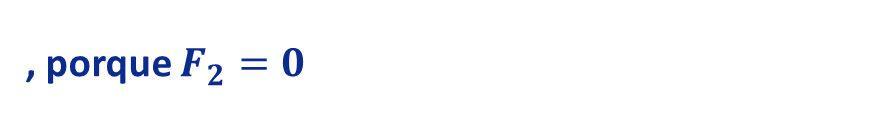 , porque F₂ = 0